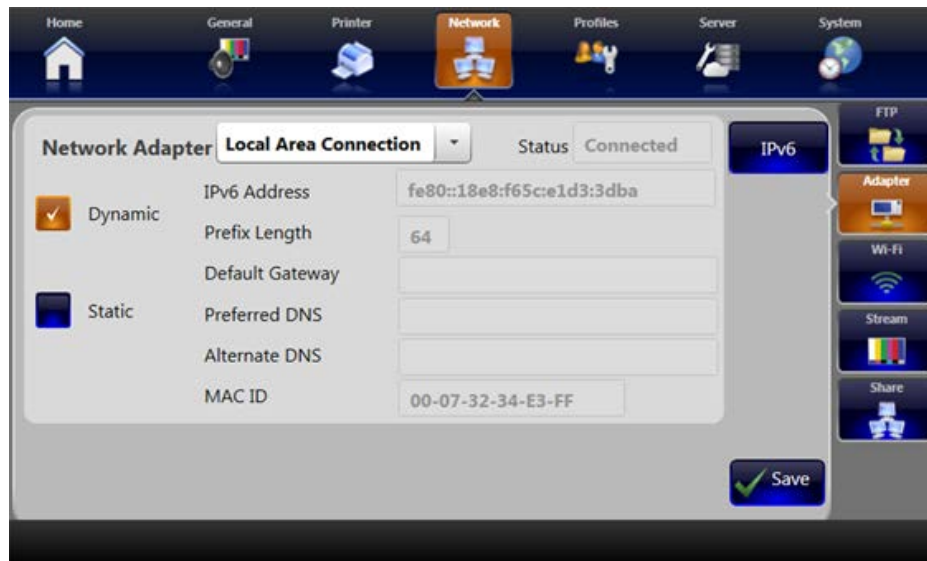 Home General Printer Network Profiles Server System
FTP
Network Adapter Local Area Connection Status Connected IPv6
Adapter
IPv6 Address fe80::18e8:f65c:e1d3:3dba
Dynamic
Prefix Length 64
Wi-Fi
Default Gateway
Static Preferred DNS
Stream
Alternate DNS
MAC ID 00-07-32-34-E3-FF
Share
Save